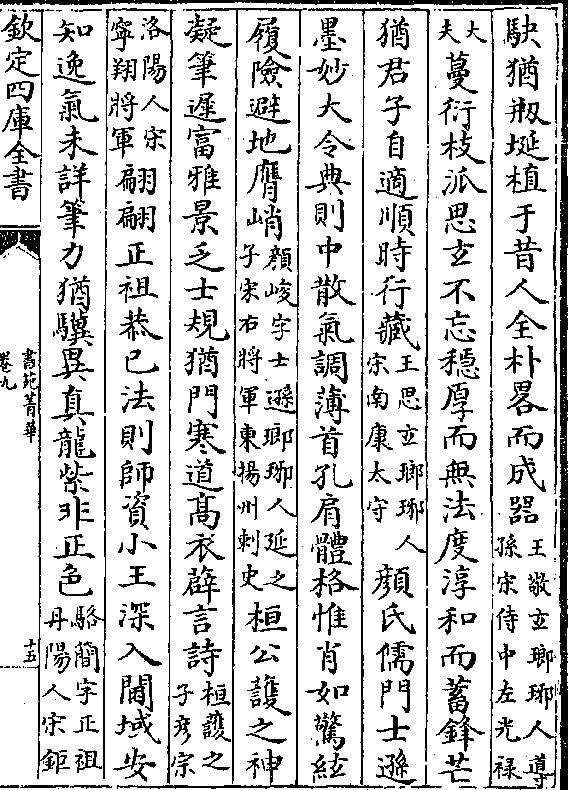 駃猶刱埏植于昔人全朴畧而成器王敬𤣥瑯琊人導孫宋侍中左光祿
大夫蔓衍枝派思𤣥不忘穩厚而無法度淳和而蓄鋒芒
猶君子自適順時行藏王思𤣥瑯琊人宋南康太守顔氏儒門士遜
墨妙大令典則中散氣調薄首孔肩體格惟肖如驚絃
履險避地膺峭顔峻字士遜瑯琊人延之子宋右將軍東揚州刺史桓公護之神
凝筆遲富雅景乏士規猶門寒道髙衣薜言詩桓護之子彦宗
洛陽人宋寧翔將軍翩翩正祖恭已法則師資小王深入閫域安
知逸氣未詳筆力猶驥異真龍紫非正色駱簡字正祖丹陽人宋鉅
欽定四庫全書
書苑菁華
卷九
十五